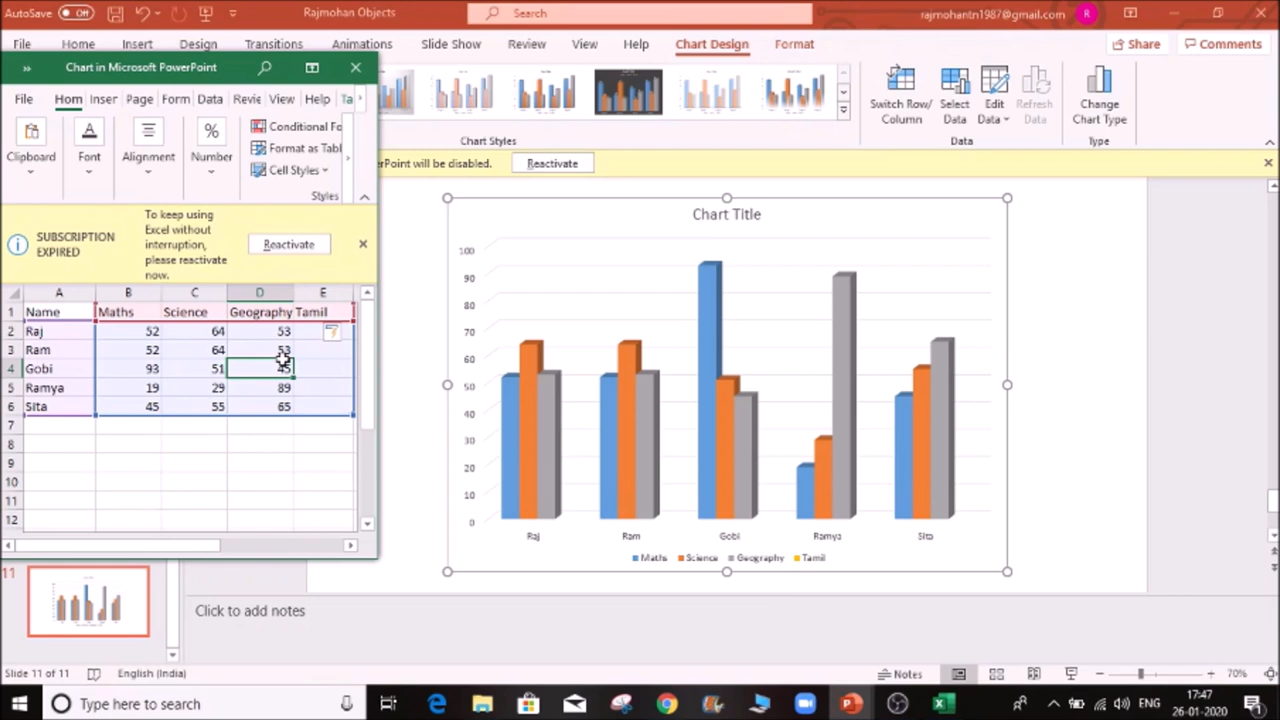 AutoSave Off Rajmohan Objects Search rajmohantn1987@gmail.com R
File Home Insert Design Transitions Animations Slide Show Review View Help Chart Design Format Share Comments
» Chart in Microsoft PowerPoint
File Hom Inser Page Form Data Revie View Help Ta
Clipboard Font Alignment Number
Conditional Fo
Format as Tabl
Cell Styles
Styles
Chart Styles
Switch Row/
Column
Select
Data
Edit
Data
Refresh
Data
Data
Change
Chart Type
Type
erPoint will be disabled. Reactivate
SUBSCRIPTION
EXPIRED
To keep using
Excel without
interruption,
please reactivate
now.
Reactivate
A B C D E
1 Name Maths Science Geography Tamil
2 Raj 52 64 53
3 Ram 52 64 53
4 Gobi 93 51 45
5 Ramya 19 29 89
6 Sita 45 55 65
7
8
9
10
11
12
Chart Title
100
90
80
70
60
50
40
30
20
10
0
Raj Ram Gobi Ramya Sita
Maths Science Geography Tamil
11
Click to add notes
Slide 11 of 11 English (India) Notes 70%
Type here to search
ENG
17:47
26-01-2020
1